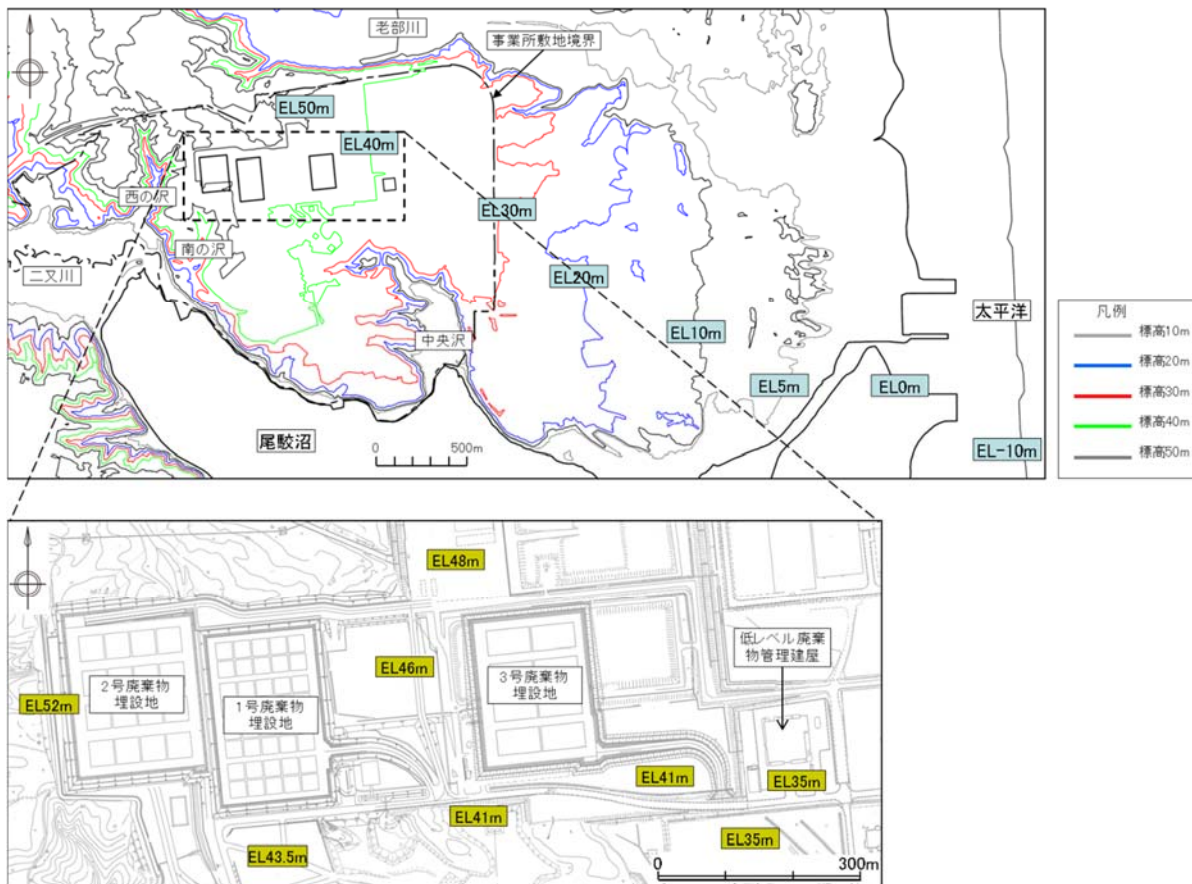 老部川
事業所敷地境界
EL50m
EL40m
西の沢
EL30m
南の沢
二又川
EL20m
中央沢
EL10m
太平洋
EL5m
EL0m
尾鮫沼
0 500m
EL-10m
凡例
標高10m
標高20m
標高30m
標高40m
標高50m
EL48m
低レベル廃棄
物管理建屋
EL46m
2号廃棄物
埋設地
3号廃棄物
埋設地
1号廃棄物
埋設地
EL52m
EL41m
EL35m
EL41m
EL35m
EL43.5m
0 300m